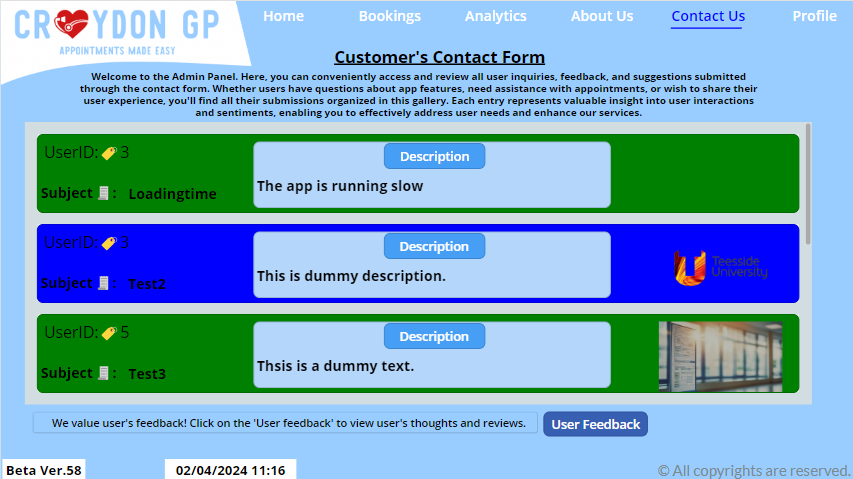 CR YDON GP
APPOINTMENTS MADE EASY
Home Bookings Analytics About Us Contact Us Profile
Customer's Contact Form
Welcome to the Admin Panel. Here, you can conveniently access and review all user inquiries, feedback, and suggestions submitted
through the contact form. Whether users have questions about app features, need assistance with appointments, or wish to share their
user experience, you'll find all their submissions organized in this gallery. Each entry represents valuable insight into user interactions
and sentiments, enabling you to effectively address user needs and enhance our services.
UserID: 3
Description
The app is running slow
Subject : Loadingtime
UserID: 3
Description
This is dummy description.
Subject : Test2
Teesside
University
UserID: 5
Description
Thsis is a dummy text.
Subject : Test3
We value user's feedback! Click on the 'User feedback' to view user's thoughts and reviews.
User Feedback
Beta Ver.58
02/04/2024 11:16
© All copyrights are reserved.